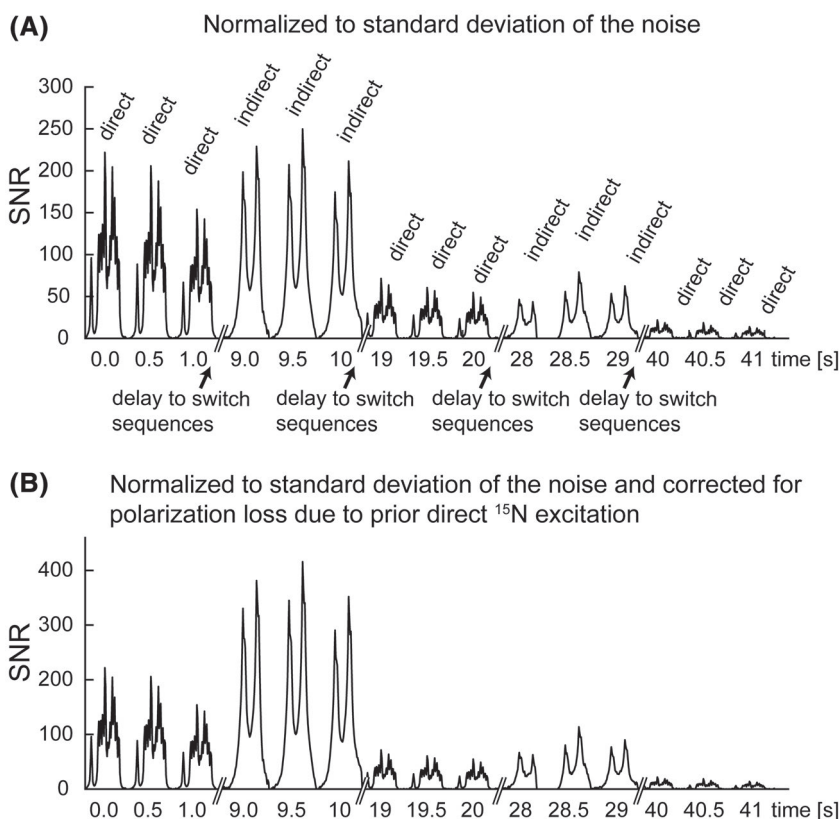 (A) Normalized to standard deviation of the noise
SNR
300
250
200
150
100
50
0
direct
direct
direct
indirect
indirect
indirect
direct
direct
direct
indirect
indirect
indirect
direct
direct
direct
0.0 0.5 1.0 9.0 9.5 10 19 19.5 20 28 28.5 29 40 40.5 41 time [s]
delay to switch sequences
delay to switch sequences
delay to switch sequences
delay to switch sequences
(B) Normalized to standard deviation of the noise and corrected for
polarization loss due to prior direct ¹⁵N excitation
SNR
400
300
200
100
0
0.0 0.5 1.0 9.0 9.5 10 19 19.5 20 28 28.5 29 40 40.5 41 time [s]